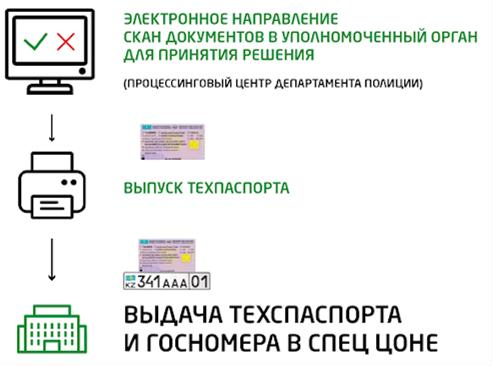 ЭЛЕКТРОННОЕ НАПРАВЛЕНИЕ
СКАН ДОКУМЕНТОВ В УПОЛНОМОЧЕННЫЙ ОРГАН
ДЛЯ ПРИНЯТИЯ РЕШЕНИЯ
(ПРОЦЕССИНГОВЫЙ ЦЕНТР ДЕПАРТАМЕНТА ПОЛИЦИИ)
ВЫПУСК ТЕХПАСПОРТА
KZ 341 AAA 01
ВЫДАЧА ТЕХСПАСПОРТА
И ГОСНОМЕРА В СПЕЦ ЦОНЕ